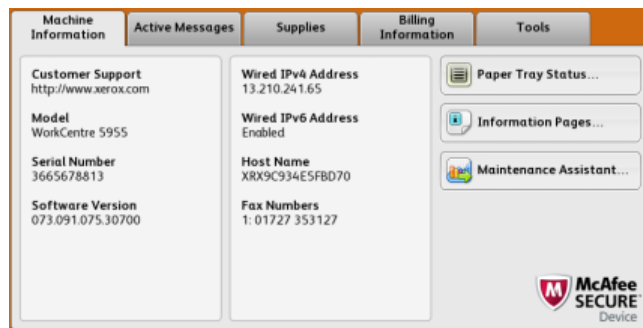 Machine
Information
Active Messages
Supplies
Billing
Information
Tools
Customer Support
http://www.xerox.com
Model
WorkCentre 5955
Serial Number
3665678813
Software Version
073.091.075.30700
Wired IPv4 Address
13.210.241.65
Wired IPv6 Address
Enabled
Host Name
XRX9C934E5FBD70
Fax Numbers
1: 01727 353127
Paper Tray Status...
Information Pages...
Maintenance Assistant...
McAfee
SECURE
Device